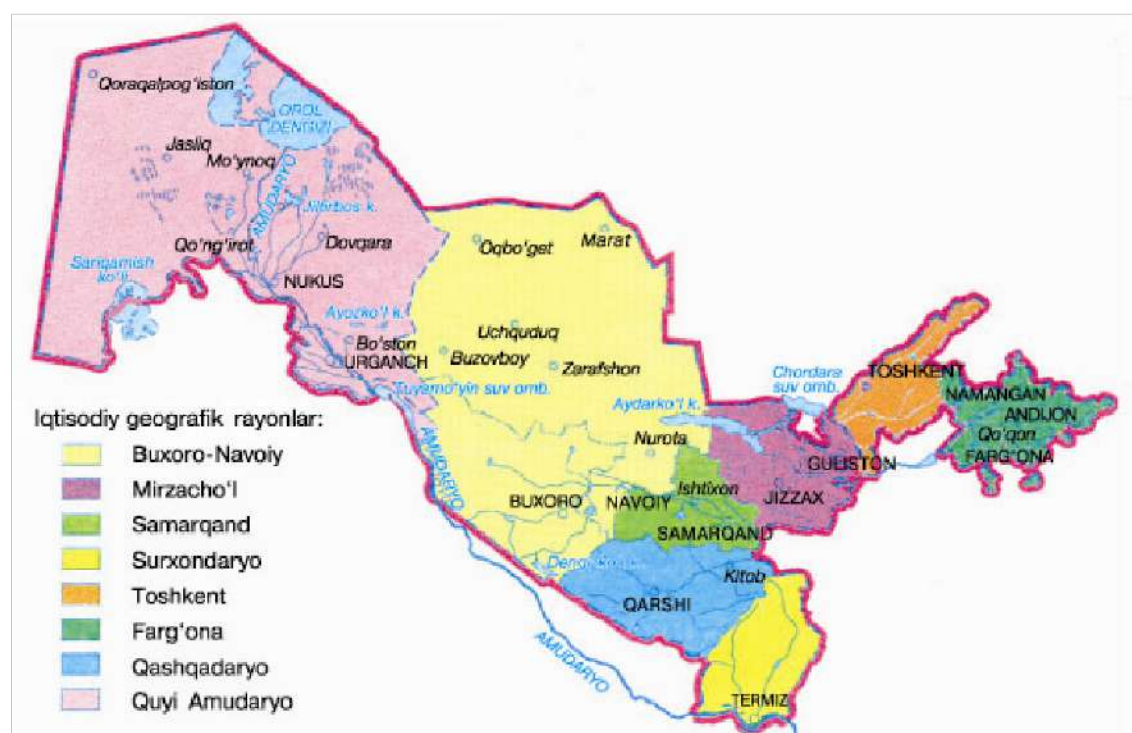 Qoraqalpog‘iston
OROL
DENGIZI
Jasliq
Mo‘ynoq
AMUDARYO
Jiltirbos k.
Qo‘ng‘irot
Dovqara
Oqbo‘get
Marat
Sariqamish
ko‘li
NUKUS
Ayozko‘l k.
Uchquduq
Bo‘ston
Buzovboy
URGANCH
Zarafshon
Chordara
suv omb.
TOSHKENT
Tuyamo‘yin suv omb.
NAMANGAN
Aydarko‘l k.
ANDIJON
Iqtisodiy geografik rayonlar:
Qo‘qon
Nurota
AMUDARYO
GULISTON
FARG‘ONA
Buxoro-Navoiy
Mirzacho‘l
Ishtixon
JIZZAX
BUXORO
NAVOIY
Samarqand
SAMARQAND
Surxondaryo
Kitob
Toshkent
QARSHI
Farg‘ona
Qashqadaryo
AMUDARYO
Quyi Amudaryo
TERMIZ